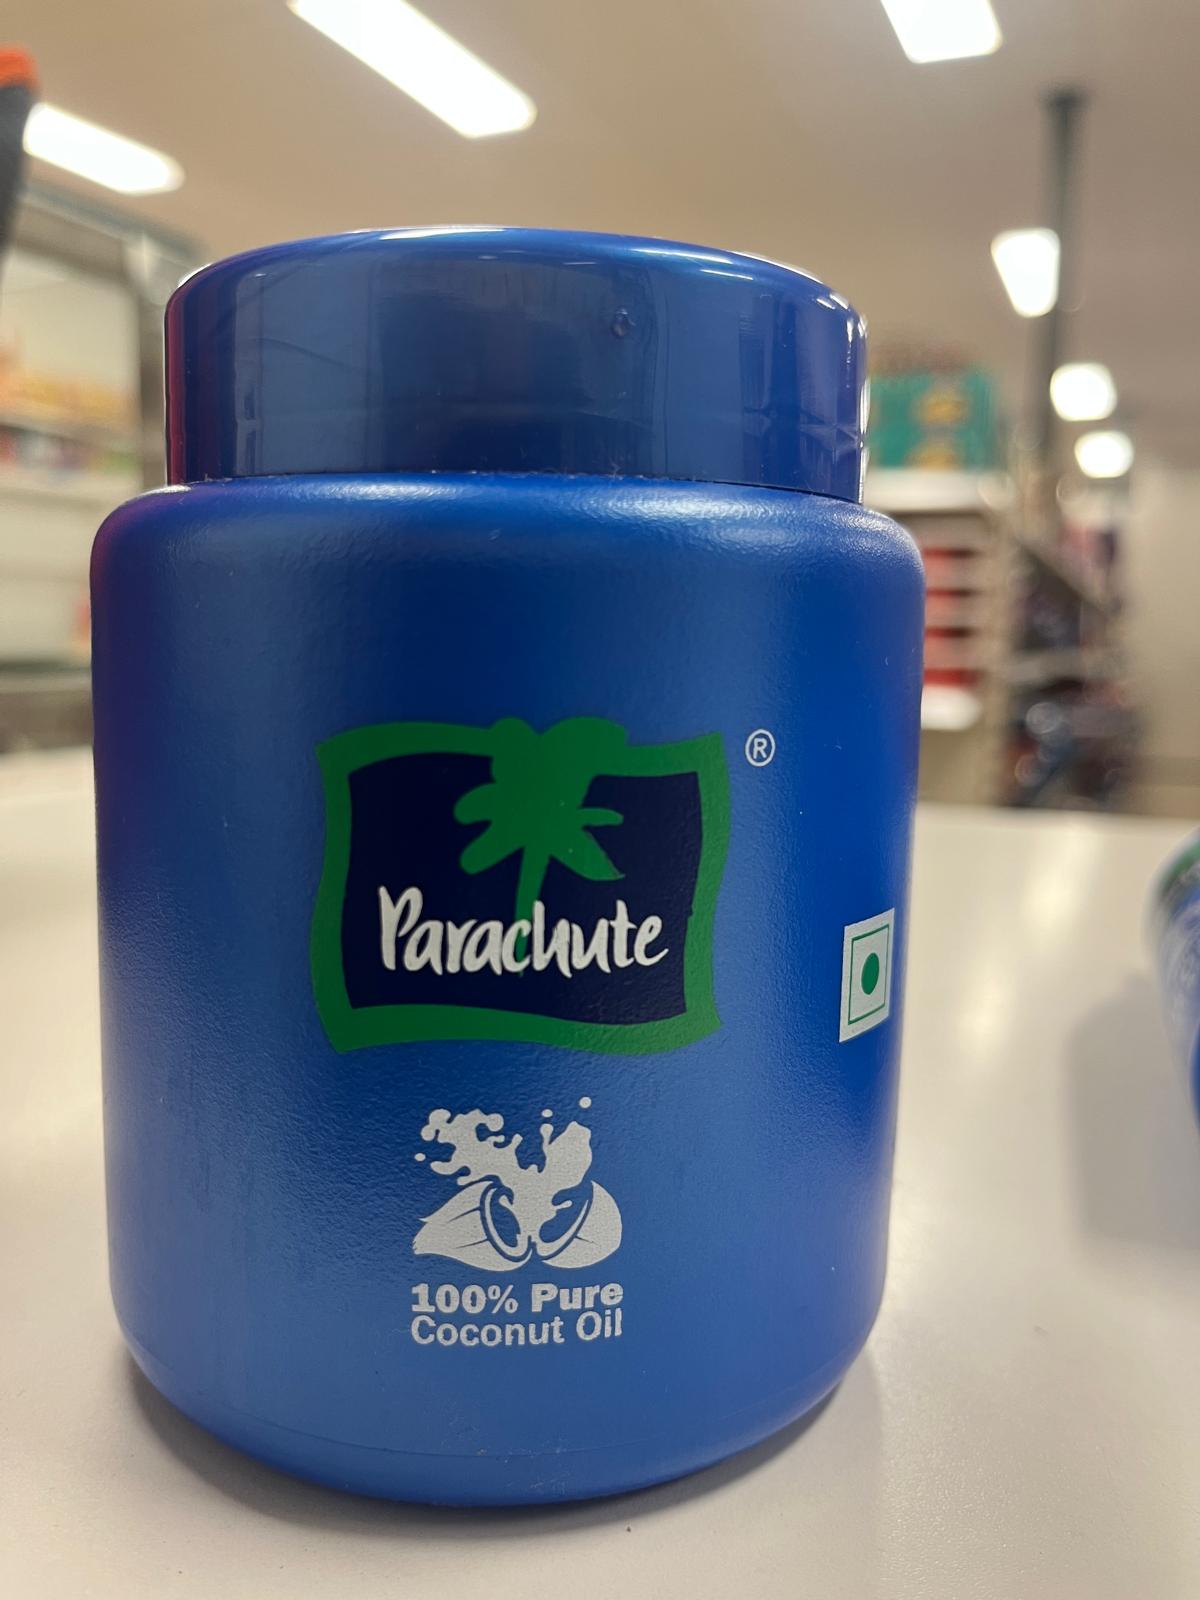 ®
Parachute
100% Pure
Coconut Oil